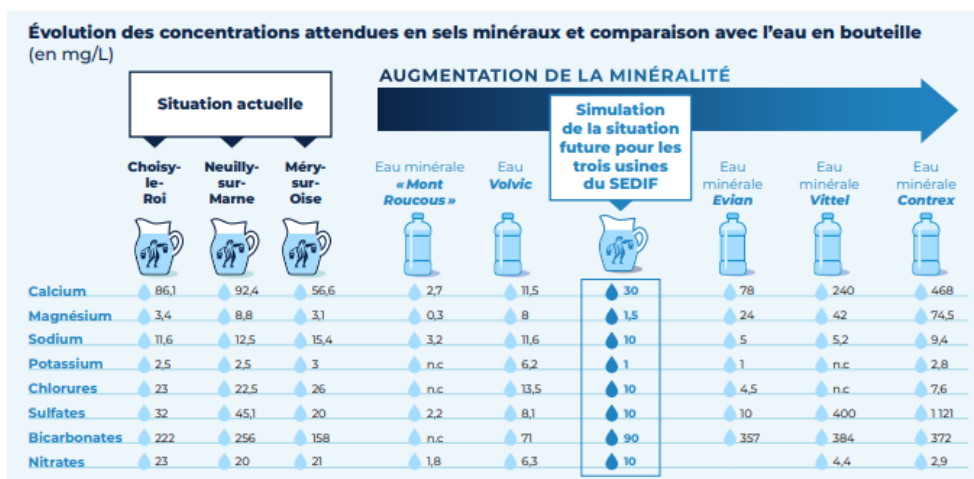 Évolution des concentrations attendues en sels minéraux et comparaison avec l’eau en bouteille
(en mg/L)
AUGMENTATION DE LA MINÉRALITÉ
Situation actuelle
Simulation
de la situation
future pour les
trois usines
du SEDIF
Choisy-
le-
Roi
Neuilly-
sur-
Marne
Méry-
sur-
Oise
Eau minérale
« Mont
Roucous »
Eau
Volvic
Eau
minérale
Evian
Eau
minérale
Vittel
Eau
minérale
Contrex
Calcium 86,1 92,4 56,6 2,7 11,5 30 78 240 468
Magnésium 3,4 8,8 3,1 0,3 8 1,5 24 42 74,5
Sodium 11,6 12,5 15,4 3,2 11,6 10 5 5,2 9,4
Potassium 2,5 2,5 3 n.c 6,2 1 1 n.c 2,8
Chlorures 23 22,5 26 n.c 13,5 10 4,5 n.c 7,6
Sulfates 32 45,1 20 2,2 8,1 10 10 400 1 121
Bicarbonates 222 256 158 n.c 71 90 357 384 372
Nitrates 23 20 21 1,8 6,3 10 4,4 2,9